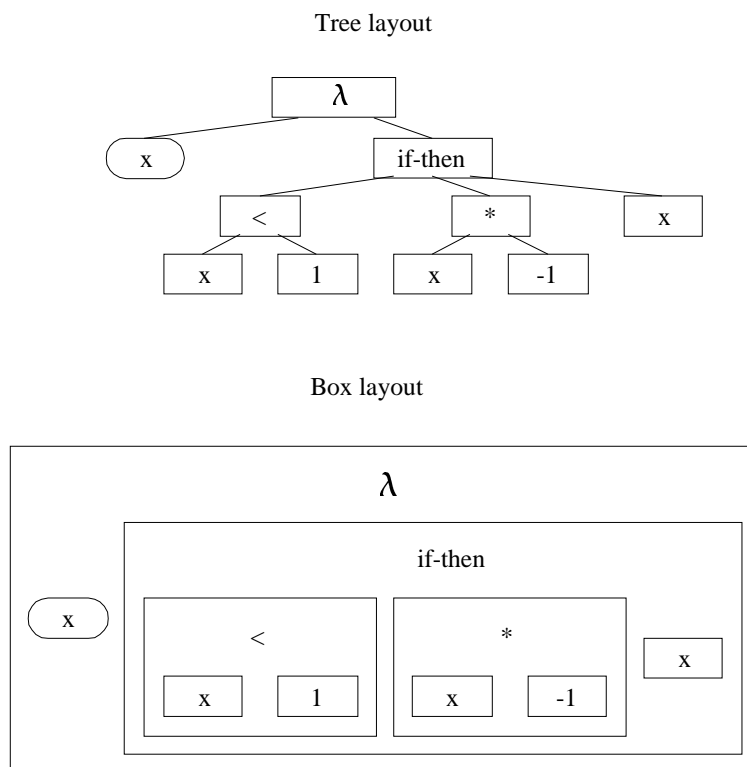 Tree layout
λ
x if-then
< * x
x 1 x -1
Box layout
λ
if-then
x < * x
x 1 x -1